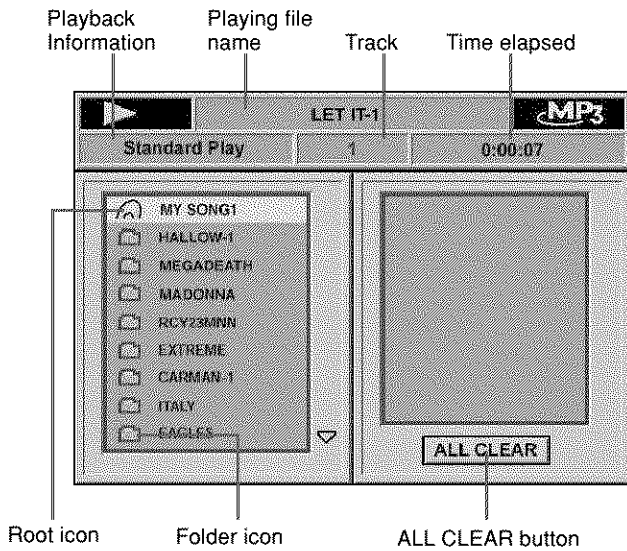 Playback Information
Playing file name
Track
Time elapsed
LET IT-1
MP3
Standard Play
1
0:00:07
MY SONG1
HALLOW-1
MEGADEATH
MADONNA
RCY23MNN
EXTREME
CARMAN-1
ITALY
EAGLES
ALL CLEAR
Root icon
Folder icon
ALL CLEAR button